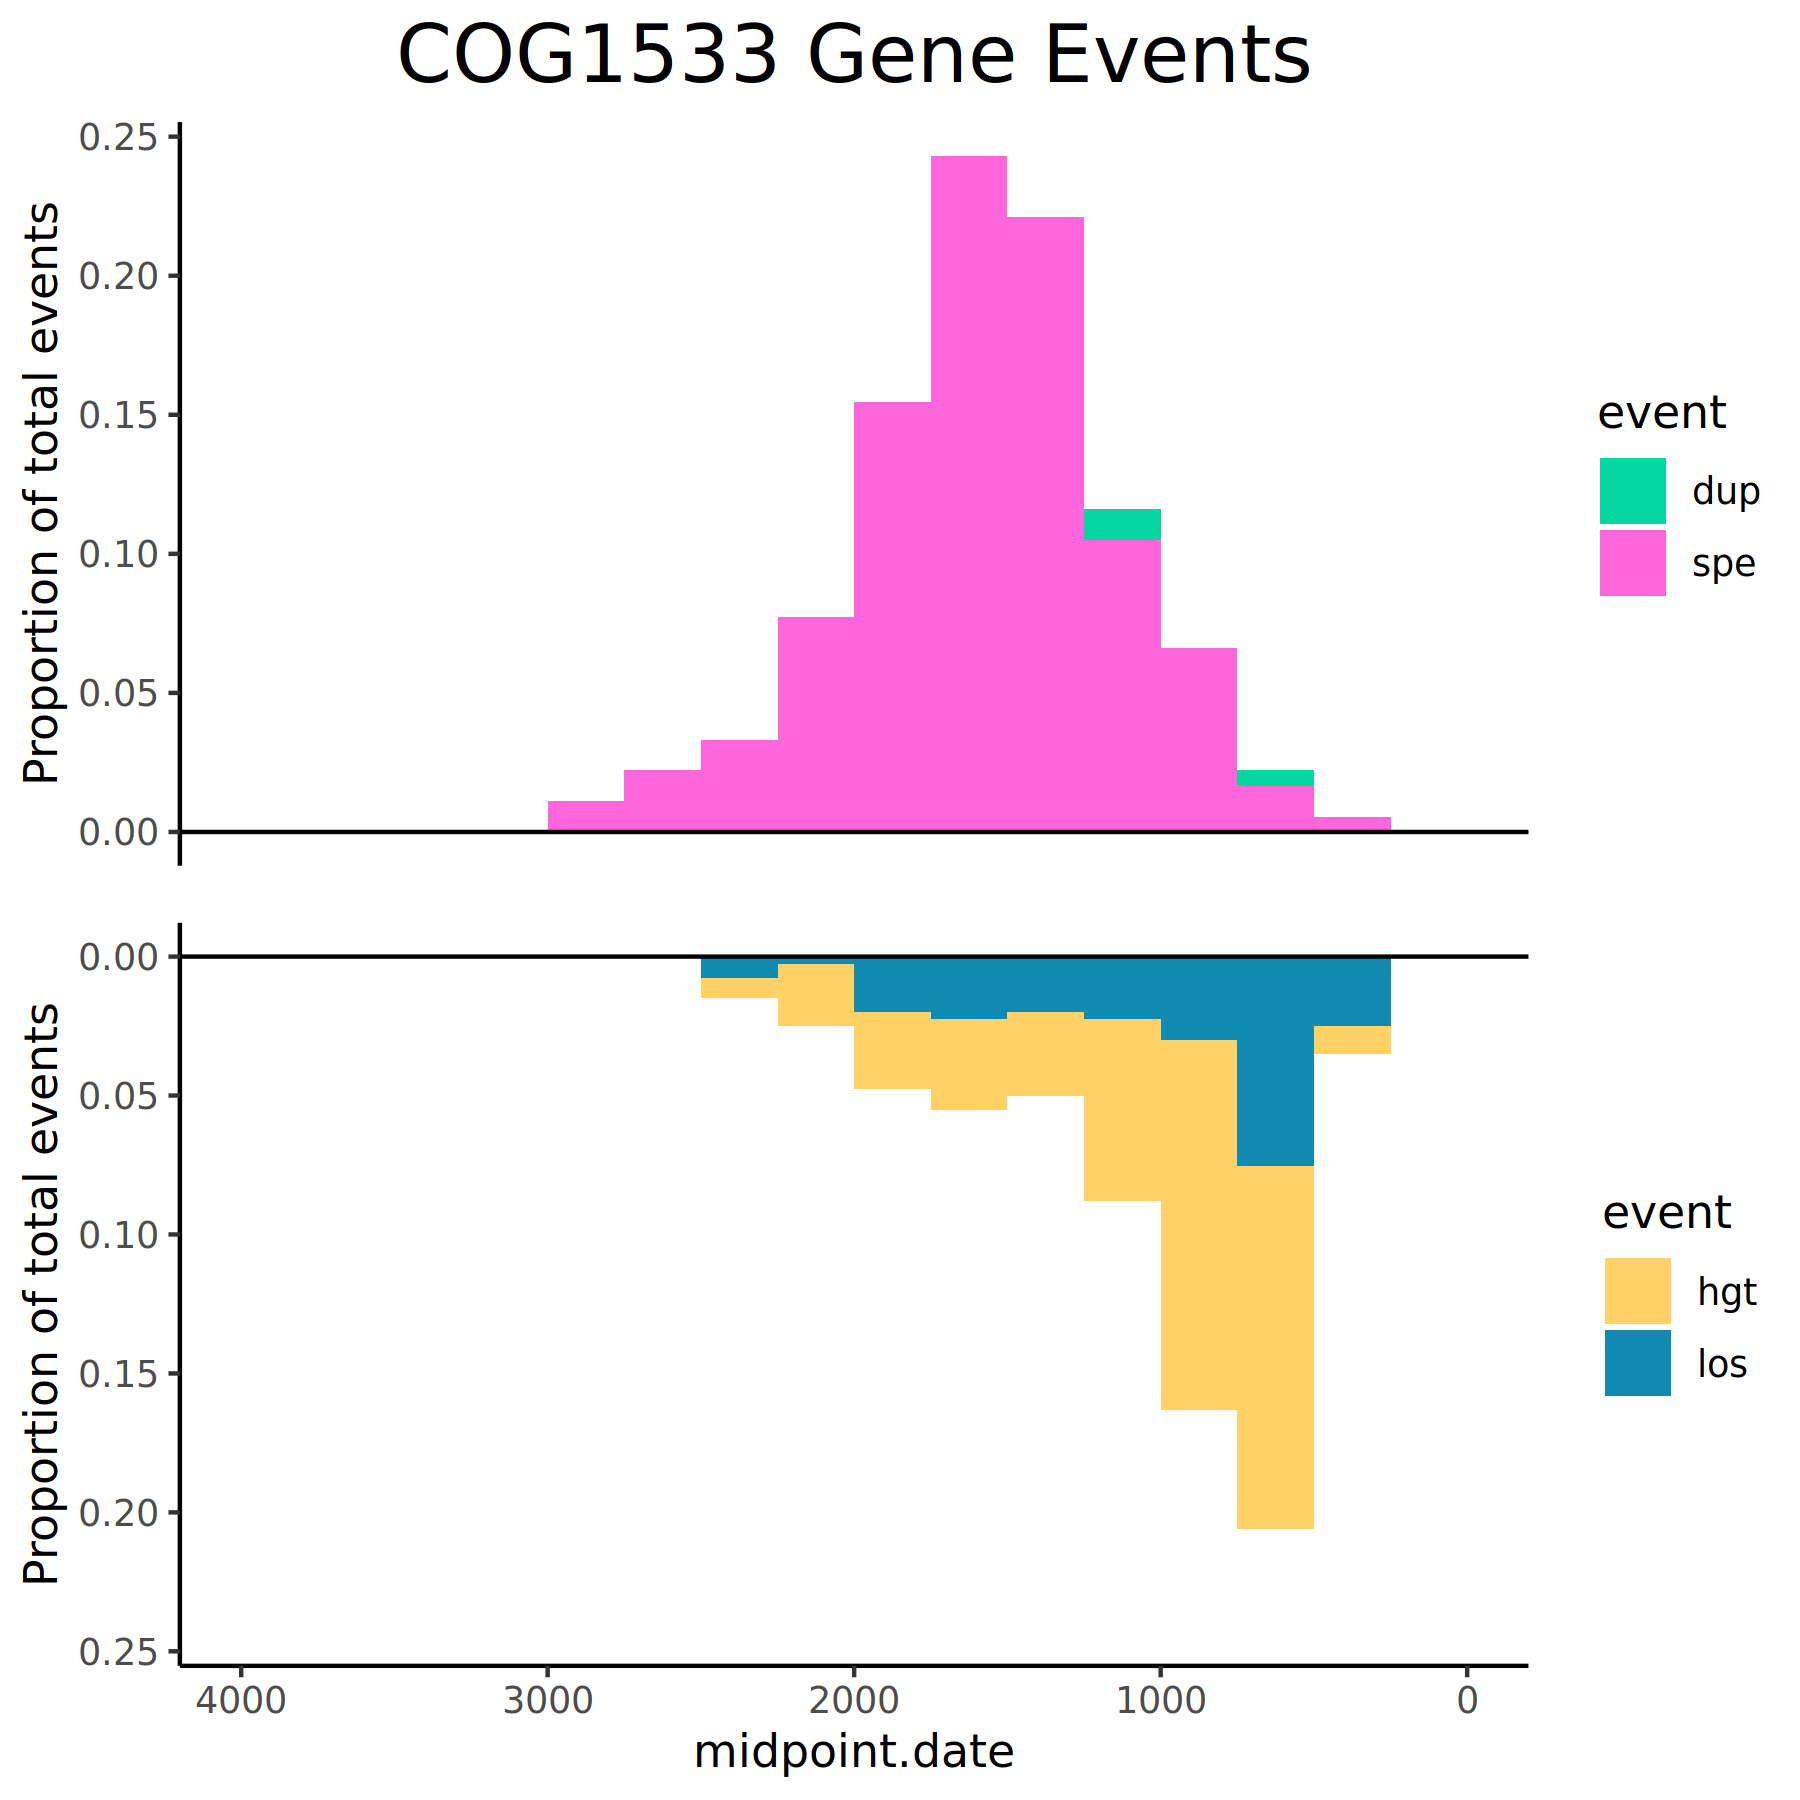 COG1533 Gene Events
Proportion of total events
0.25
0.20
0.15
0.10
0.05
0.00
event
dup
spe
Proportion of total events
0.00
0.05
0.10
0.15
0.20
0.25
event
hgt
los
4000 3000 2000 1000 0
midpoint.date